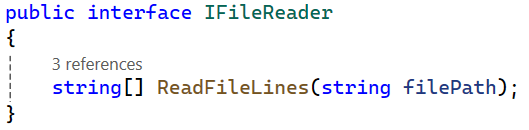 public interface IFileReader
{
3 references
string[] ReadFileLines(string filePath);
}